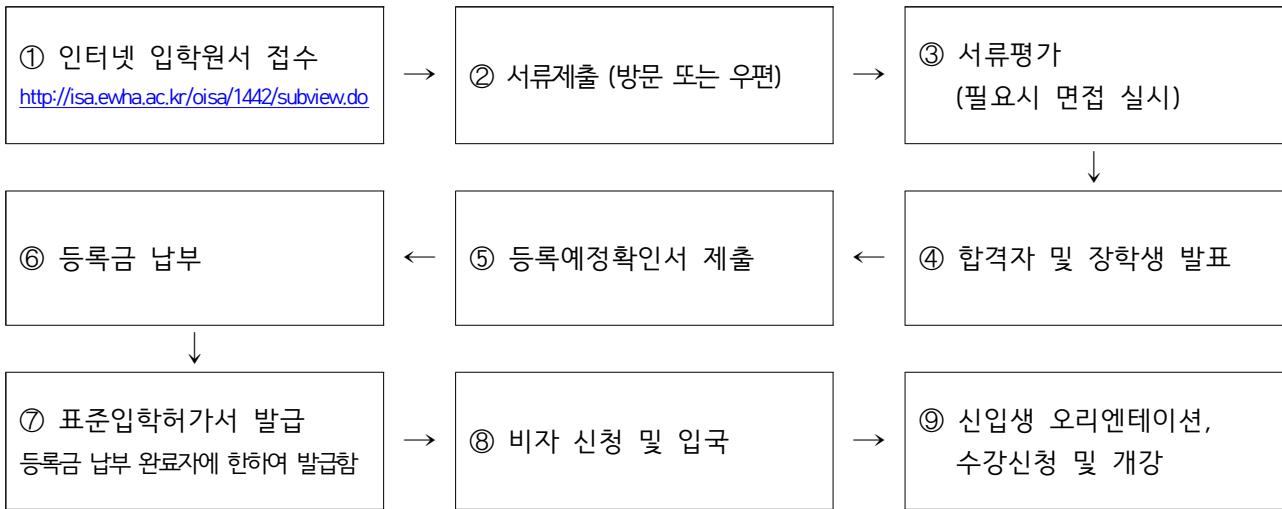 ① 인터넷 입학원서 접수
http://isa.ewha.ac.kr/oisa/1442/subview.do
→
② 서류제출 (방문 또는 우편)
→
③ 서류평가
(필요시 면접 실시)
↓
④ 합격자 및 장학생 발표
←
⑤ 등록예정확인서 제출
←
⑥ 등록금 납부
↓
⑦ 표준입학허가서 발급
등록금 납부 완료자에 한하여 발급함
→
⑧ 비자 신청 및 입국
→
⑨ 신입생 오리엔테이션,
수강신청 및 개강